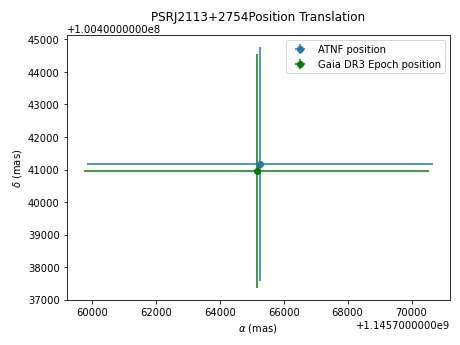 PSRJ2113+2754Position Translation
+1.0040000000e8
45000
44000
43000
42000
41000
40000
39000
38000
37000
δ (mas)
ATNF position
Gaia DR3 Epoch position
60000 62000 64000 66000 68000 70000
α (mas)
+1.1457000000e9